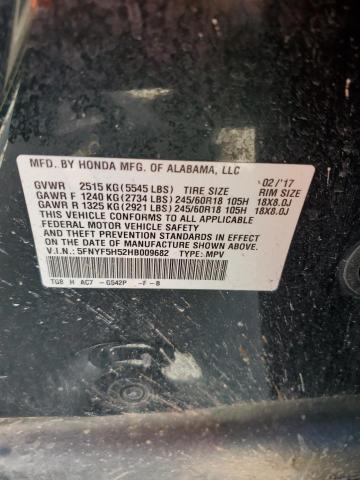 MFD. BY HONDA MFG. OF ALABAMA, LLC
GVWR 2515 KG (5545 LBS) TIRE SIZE 02/'17 RIM SIZE
GAWR F 1240 KG (2734 LBS) 245/60R18 105H 18X8.0J
GAWR R 1325 KG (2921 LBS) 245/60R18 105H 18X8.0J
THIS VEHICLE CONFORMS TO ALL APPLICABLE
FEDERAL MOTOR VEHICLE SAFETY
AND THEFT PREVENTION STANDARDS IN EFFECT
ON THE DATE OF MANUFACTURE SHOWN ABOVE.
V.I.N.: 5FNYF5H52HB009682 TYPE: MPV
TG8 H AC7 - GS42P -F - B